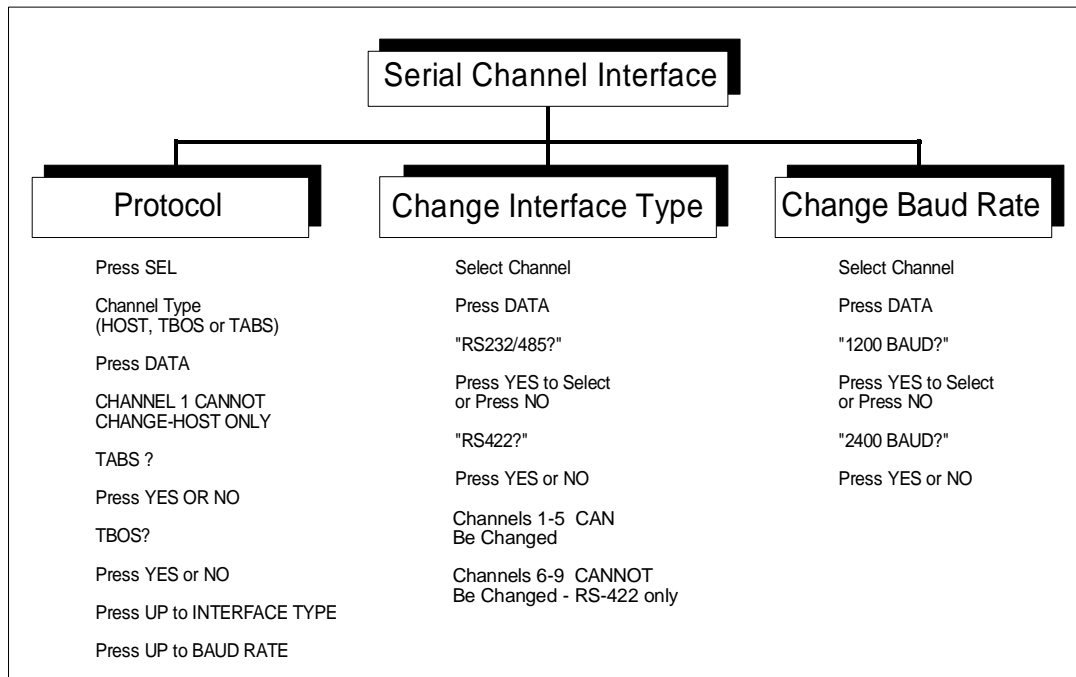 Serial Channel Interface
Protocol
Press SEL
Channel Type
(HOST, TBOS or TABS)
Press DATA
CHANNEL 1 CANNOT
CHANGE-HOST ONLY
TABS ?
Press YES OR NO
TBOS?
Press YES or NO
Press UP to INTERFACE TYPE
Press UP to BAUD RATE
Change Interface Type
Select Channel
Press DATA
"RS232/485?"
Press YES to Select
or Press NO
"RS422?"
Press YES or NO
Channels 1-5 CAN
Be Changed
Channels 6-9 CANNOT
Be Changed - RS-422 only
Change Baud Rate
Select Channel
Press DATA
"1200 BAUD?"
Press YES to Select
or Press NO
"2400 BAUD?"
Press YES or NO